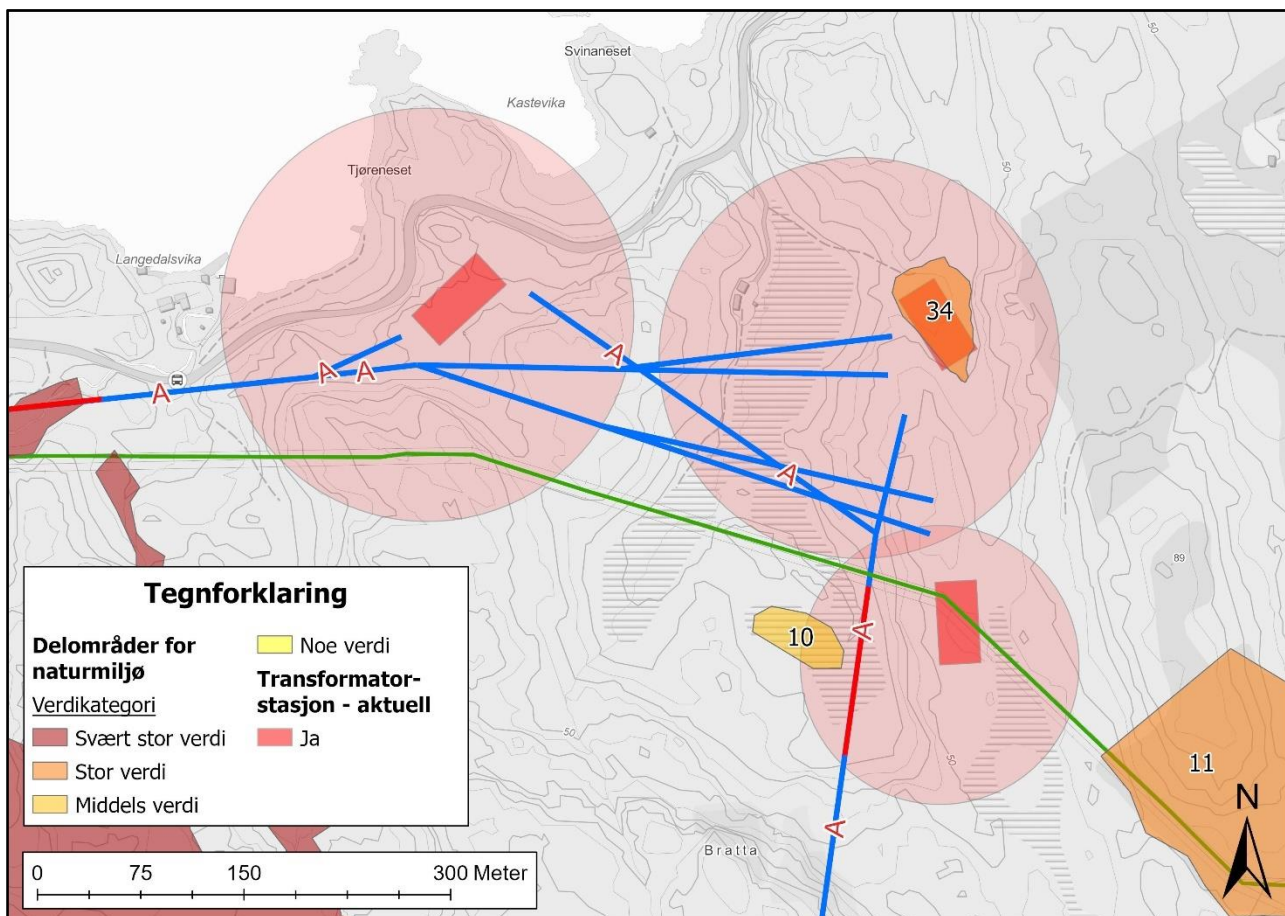 Svinaneset
50
Kastevika
Tjøreneset
50
Langedalsvika
34
A
A
A
A
A
89
10
A
50
11
A
Bratta
N
Tegnforklaring
Delområder for
naturmiljø
Verdikategori
Svært stor verdi
Stor verdi
Middels verdi
Noe verdi
Transformator-
stasjon - aktuell
Ja
0 75 150 300 Meter